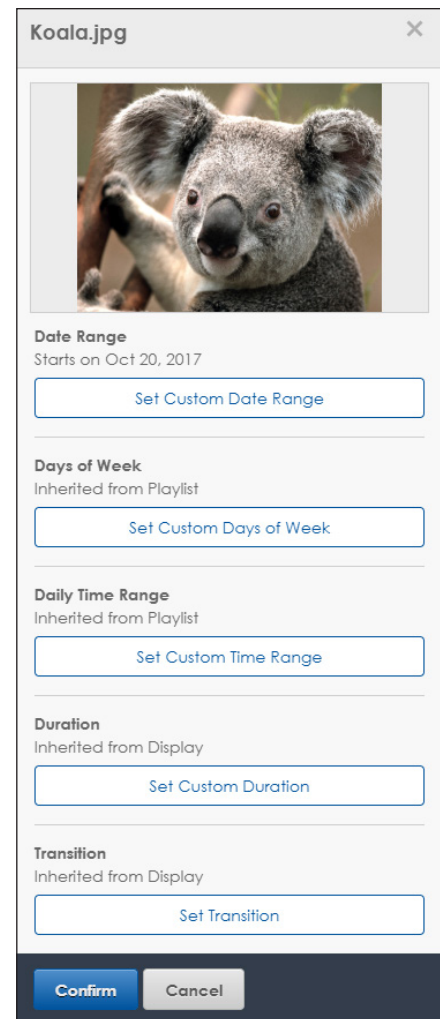 Koala.jpg ×
Date Range
Starts on Oct 20, 2017
Set Custom Date Range
Days of Week
Inherited from Playlist
Set Custom Days of Week
Daily Time Range
Inherited from Playlist
Set Custom Time Range
Duration
Inherited from Display
Set Custom Duration
Transition
Inherited from Display
Set Transition
Confirm Cancel